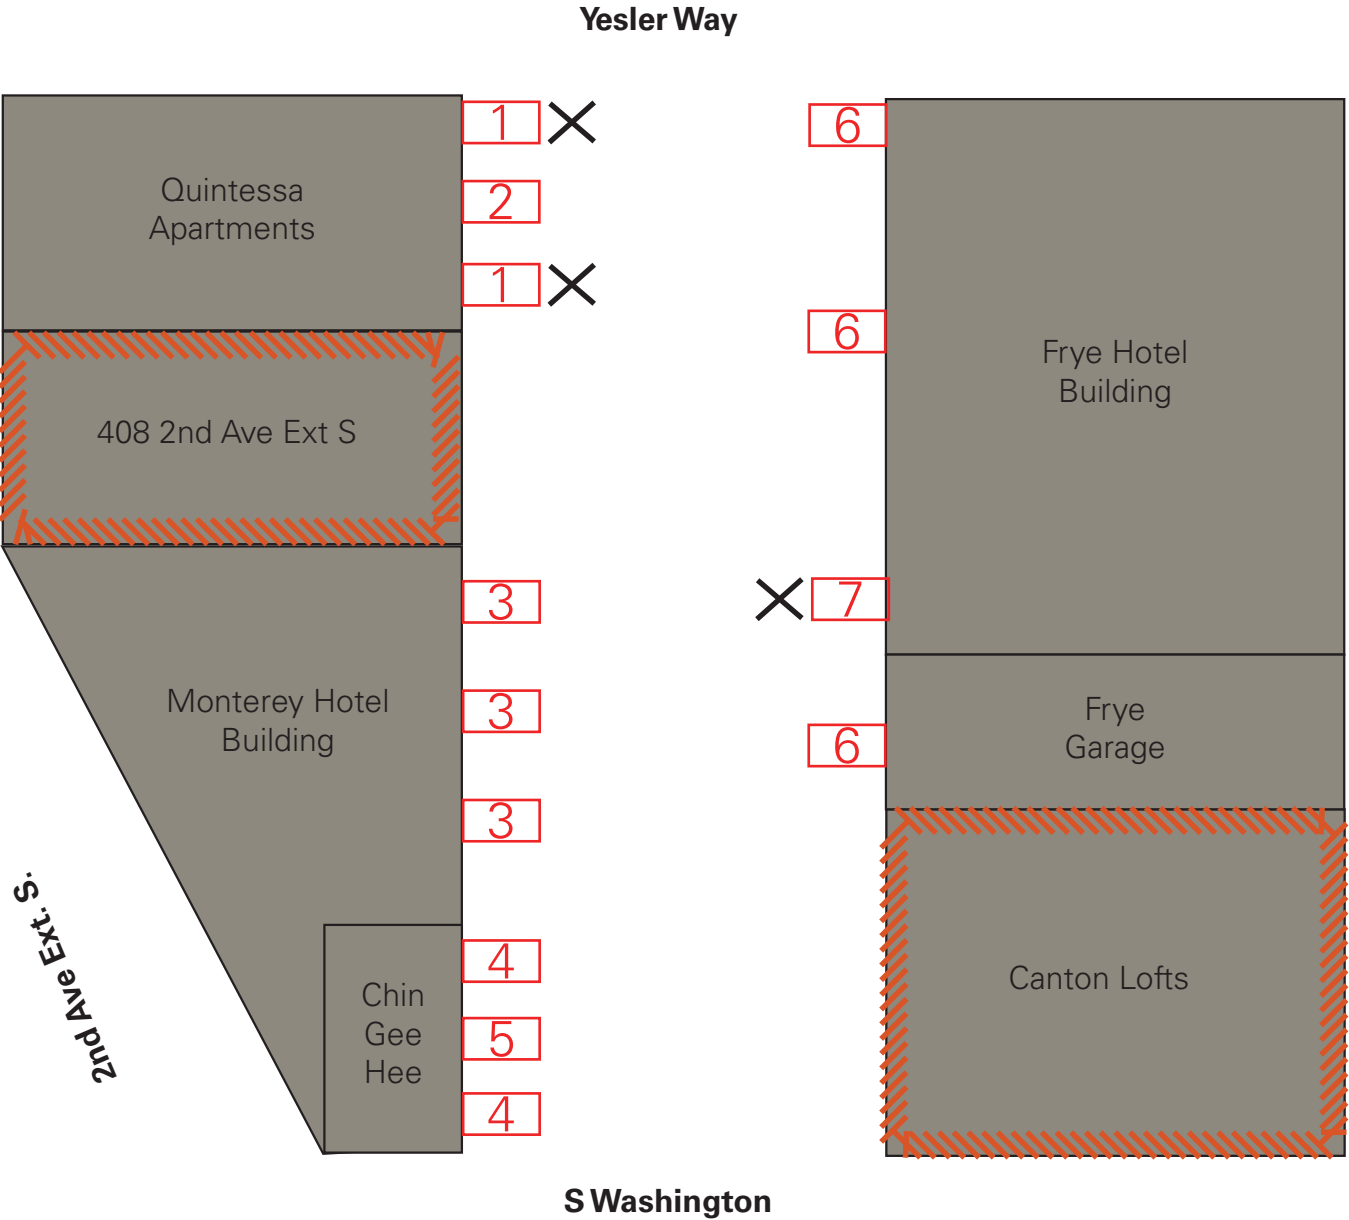 Yesler Way
1
6
Quintessa
Apartments
2
1
6
Frye Hotel
Building
408 2nd Ave Ext S
3
7
Monterey Hotel
Building
3
Frye
Garage
6
3
2nd Ave Ext. S.
4
Chin
Gee
Hee
Canton Lofts
5
4
S Washington